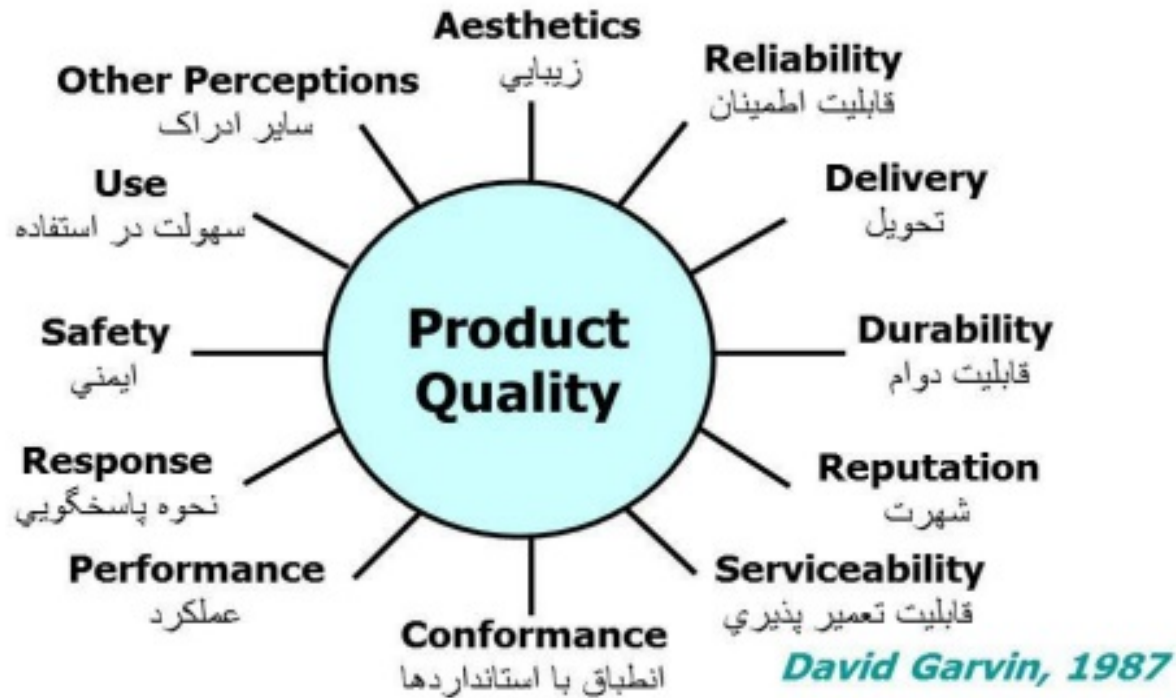 Aesthetics
زيبايي
Reliability
قابليت اطمينان
Delivery
تحويل
Durability
قابليت دوام
Reputation
شهرت
Serviceability
قابليت تعمير پذيري
Conformance
انطباق با استانداردها
Performance
عملكرد
Response
نحوه پاسخگويي
Safety
ايمني
Use
سهولت در استفاده
Other Perceptions
ساير ادراک
Product
Quality
David Garvin, 1987